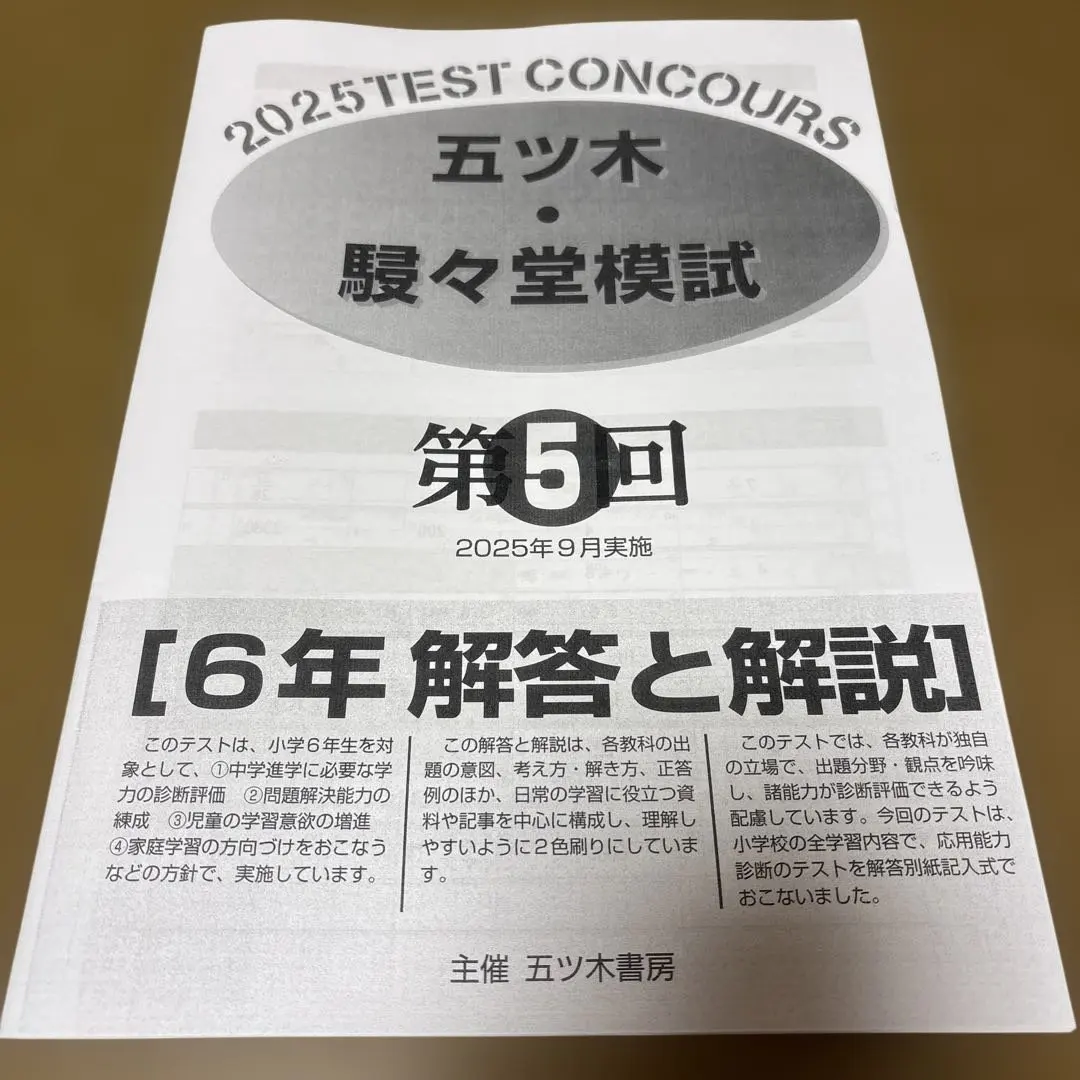 2025TEST CONCOURS
五ツ木
・
駸々堂模試
第5回
2025年9月実施
[6年 解答と解説]
このテストは、小学6年生を対
象として、①中学進学に必要な学
力の診断評価 ②問題解決能力の
練成 ③児童の学習意欲の増進
④家庭学習の方向づけをおこなう
などの方針で、実施しています。
この解答と解説は、各教科の出
題の意図、考え方・解き方、正答
例のほか、日常の学習に役立つ資
料や記事を中心に構成し、理解し
やすいように2色刷りにしていま
す。
このテストでは、各教科が独自
の立場で、出題分野・観点を吟味
し、諸能力が診断評価できるよう
配慮しています。今回のテストは、
小学校の全学習内容で、応用能力
診断のテストを解答別紙記入式で
おこないました。
主催 五ツ木書房